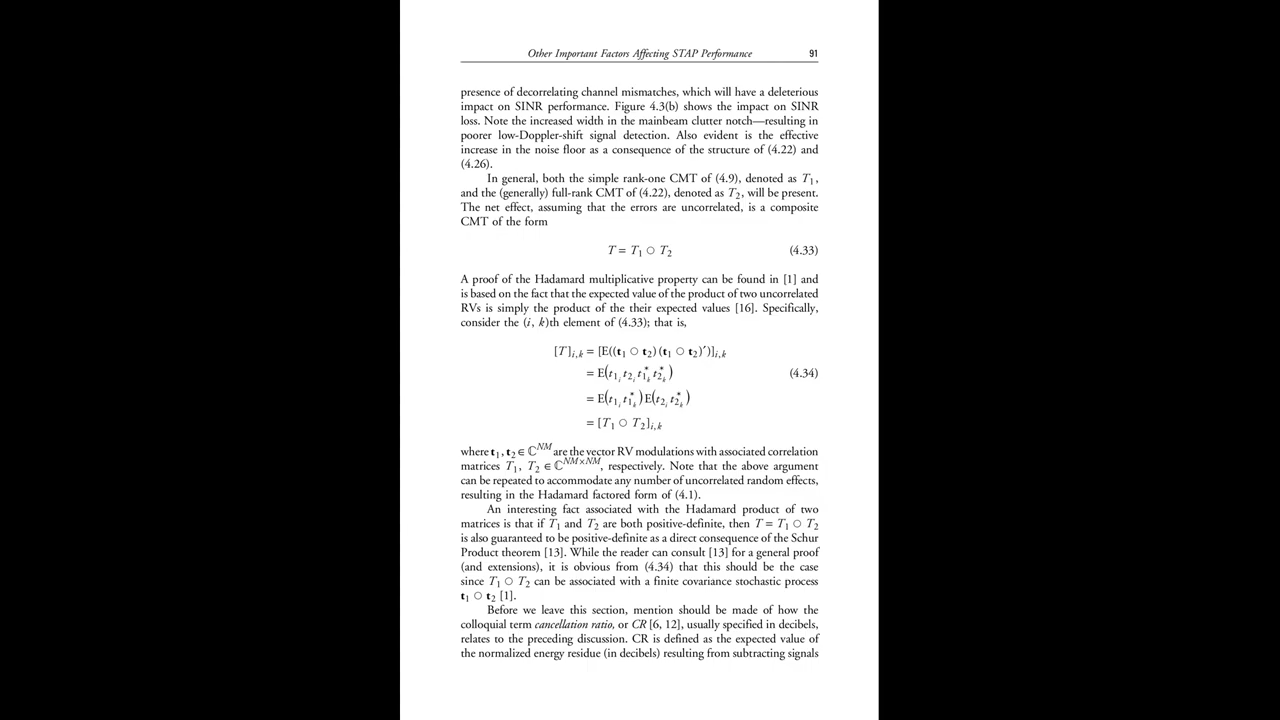 Other Important Factors Affecting STAP Performance 91
presence of decorrelating channel mismatches, which will have a deleterious
impact on SINR performance. Figure 4.3(b) shows the impact on SINR
loss. Note the increased width in the mainbeam clutter notch—resulting in
poorer low-Doppler-shift signal detection. Also evident is the effective
increase in the noise floor as a consequence of the structure of (4.22) and
(4.26).
In general, both the simple rank-one CMT of (4.9), denoted as T₁,
and the (generally) full-rank CMT of (4.22), denoted as T₂, will be present.
The net effect, assuming that the errors are uncorrelated, is a composite
CMT of the form
T = T₁ ○ T₂ (4.33)
A proof of the Hadamard multiplicative property can be found in [1] and
is based on the fact that the expected value of the product of two uncorrelated
RVs is simply the product of the their expected values [16]. Specifically,
consider the (i, k)th element of (4.33); that is,
[T]_{i,k} = [E((t₁ ○ t₂)(t₁ ○ t₂)′)]_{i,k}
= E(t_{1_i} t_{2_i} t*_{1_k} t*_{2_k}) (4.34)
= E(t_{1_i} t*_{1_k}) E(t_{2_i} t*_{2_k})
= [T₁ ○ T₂]_{i,k}
where t₁, t₂ ∈ ℂ^{NM} are the vector RV modulations with associated correlation
matrices T₁, T₂ ∈ ℂ^{NM×NM}, respectively. Note that the above argument
can be repeated to accommodate any number of uncorrelated random effects,
resulting in the Hadamard factored form of (4.1).
An interesting fact associated with the Hadamard product of two
matrices is that if T₁ and T₂ are both positive-definite, then T = T₁ ○ T₂
is also guaranteed to be positive-definite as a direct consequence of the Schur
Product theorem [13]. While the reader can consult [13] for a general proof
(and extensions), it is obvious from (4.34) that this should be the case
since T₁ ○ T₂ can be associated with a finite covariance stochastic process
t₁ ○ t₂ [1].
Before we leave this section, mention should be made of how the
colloquial term cancellation ratio, or CR [6, 12], usually specified in decibels,
relates to the preceding discussion. CR is defined as the expected value of
the normalized energy residue (in decibels) resulting from subtracting signals